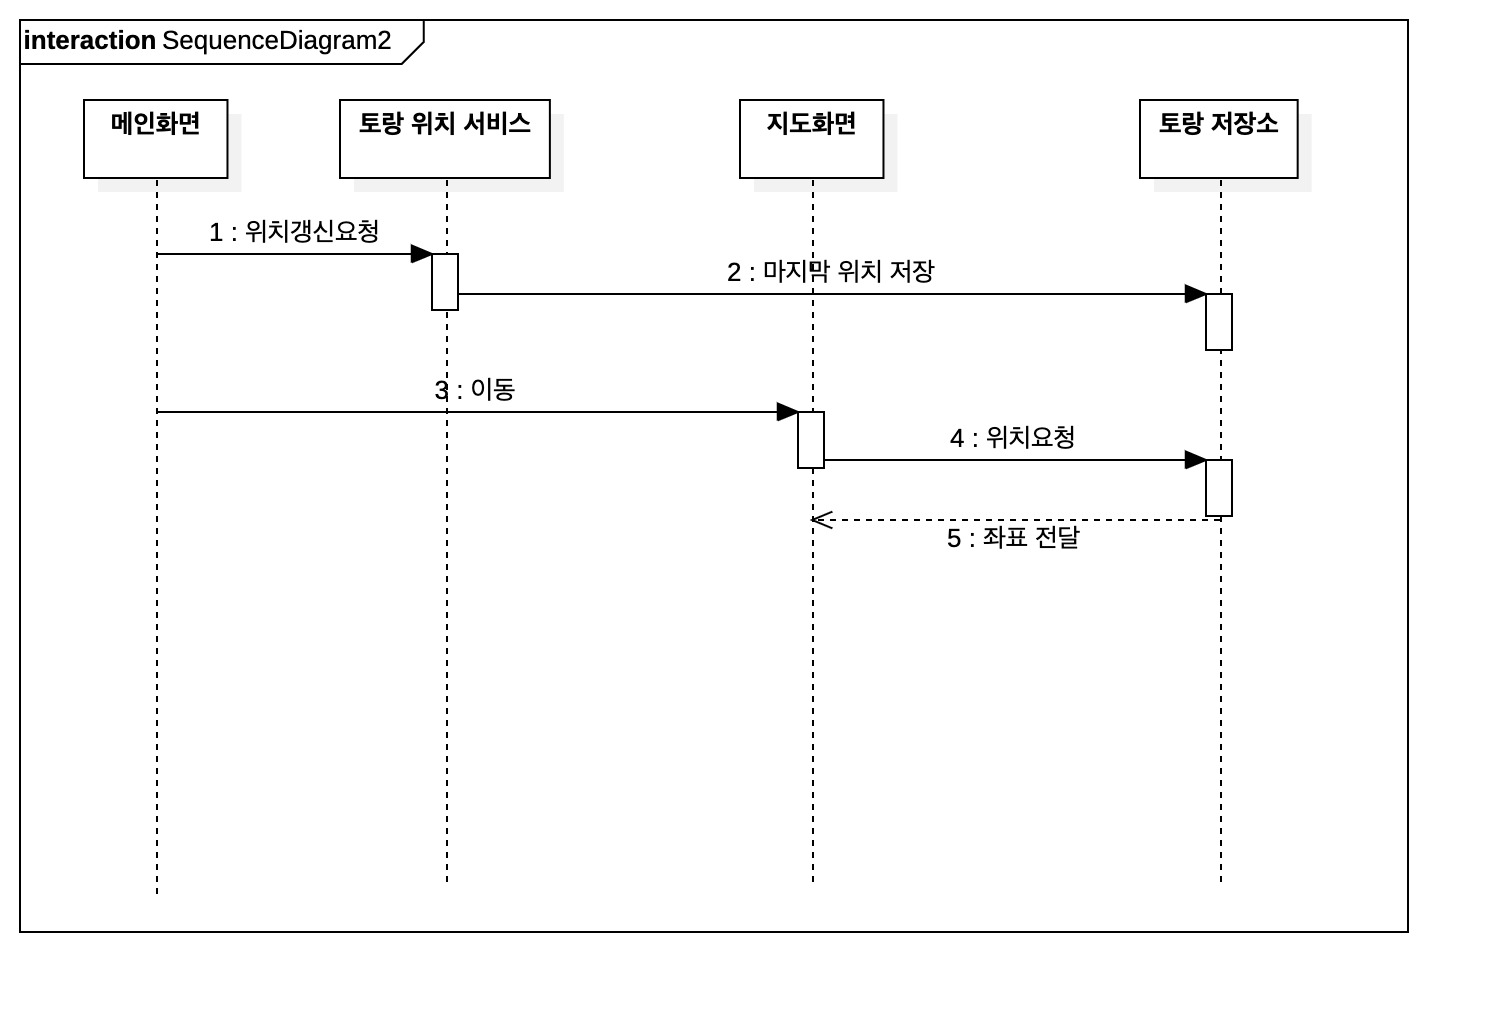 interaction SequenceDiagram2
메인화면
토랑 위치 서비스
지도화면
토랑 저장소
1 : 위치갱신요청
2 : 마지막 위치 저장
3 : 이동
4 : 위치요청
5 : 좌표 전달